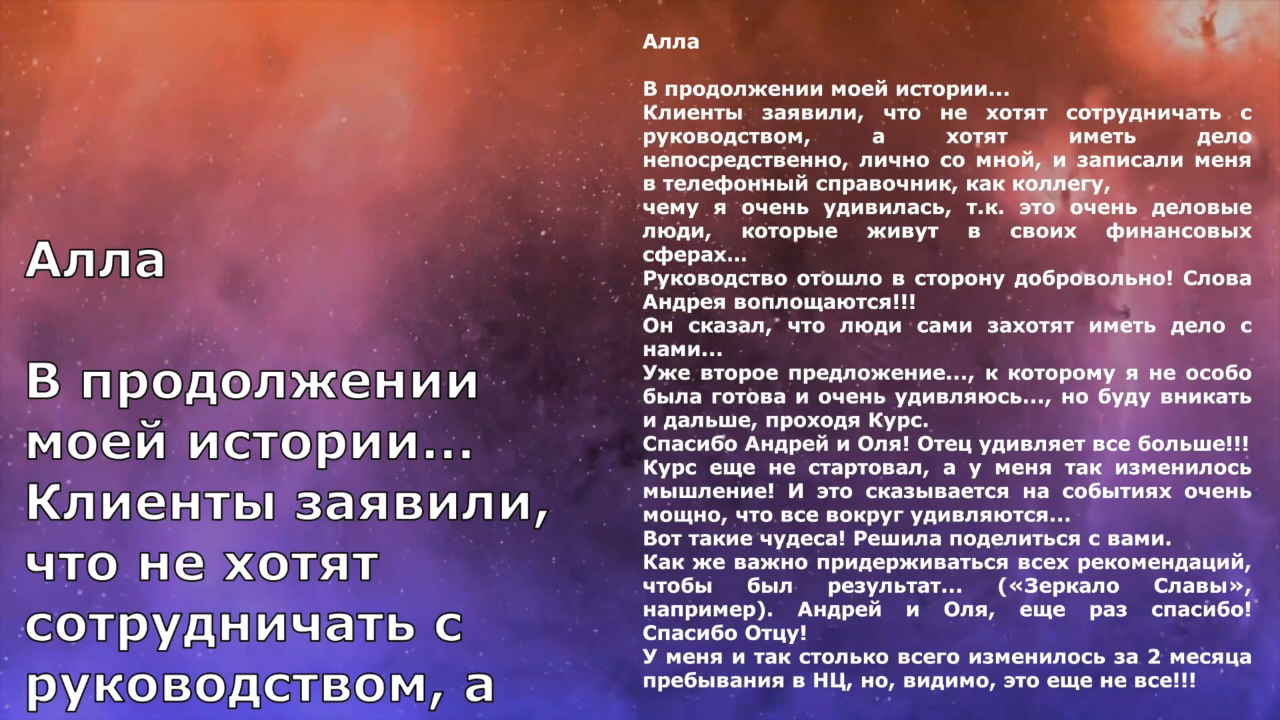 Алла
В продолжении
моей истории...
Клиенты заявили,
что не хотят
сотрудничать с
руководством, а
Алла
В продолжении моей истории...
Клиенты заявили, что не хотят сотрудничать с
руководством, а хотят иметь дело
непосредственно, лично со мной, и записали меня
в телефонный справочник, как коллегу,
чему я очень удивилась, т.к. это очень деловые
люди, которые живут в своих финансовых
сферах...
Руководство отошло в сторону добровольно! Слова
Андрея воплощаются!!!
Он сказал, что люди сами захотят иметь дело с
нами...
Уже второе предложение..., к которому я не особо
была готова и очень удивляюсь..., но буду вникать
и дальше, проходя Курс.
Спасибо Андрей и Оля! Отец удивляет все больше!!!
Курс еще не стартовал, а у меня так изменилось
мышление! И это сказывается на событиях очень
мощно, что все вокруг удивляются...
Вот такие чудеса! Решила поделиться с вами.
Как же важно придерживаться всех рекомендаций,
чтобы был результат... («Зеркало Славы»,
например). Андрей и Оля, еще раз спасибо!
Спасибо Отцу!
У меня и так столько всего изменилось за 2 месяца
пребывания в НЦ, но, видимо, это еще не все!!!